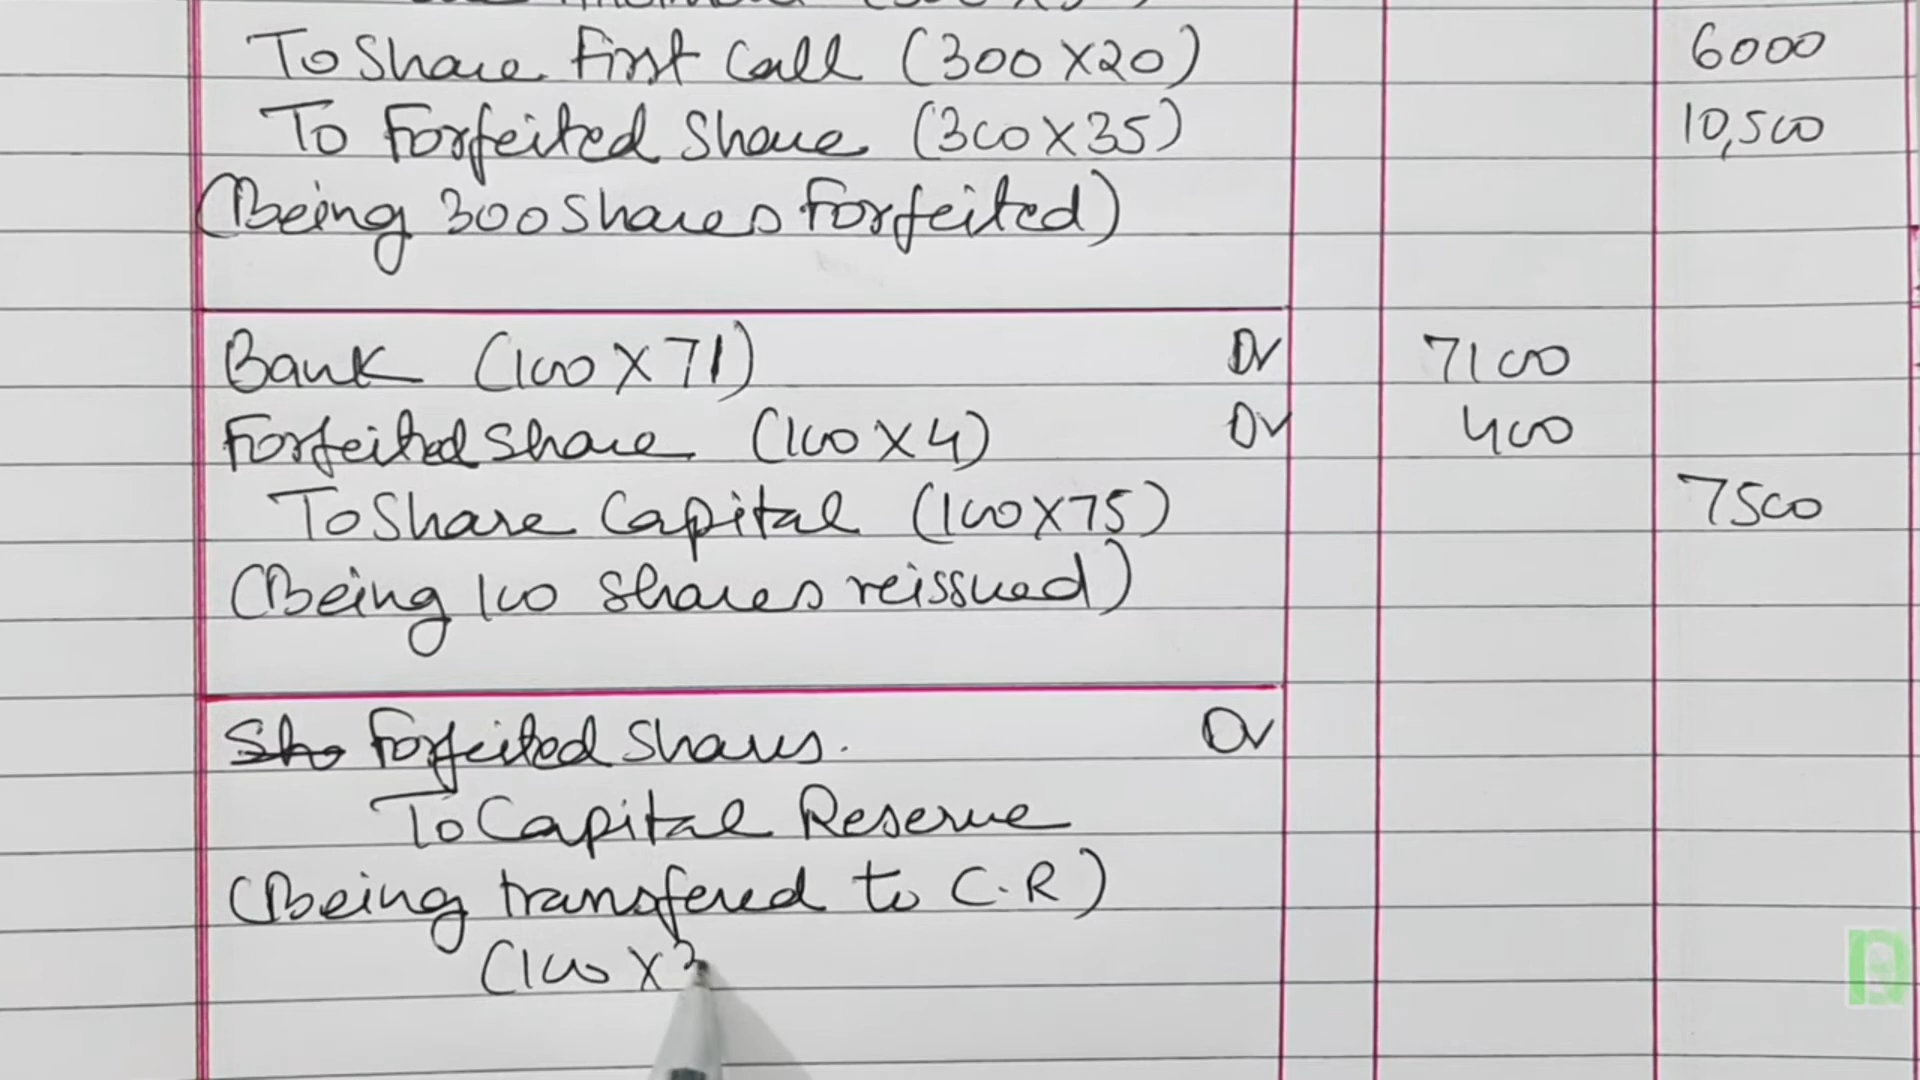 To Share First Call (300 X 20) 6000
To Forfeited Share (300 X 35) 10,500
(Being 300 Shares Forfeited)
Bank (100 X 71) Dr 7100
Forfeited Share (100 X 4) Dr 400
To Share Capital (100 X 75) 7500
(Being 100 shares reissued)
Sha Forfeited Shares. Dr
To Capital Reserve
(Being transfered to C.R)
(100 X 3